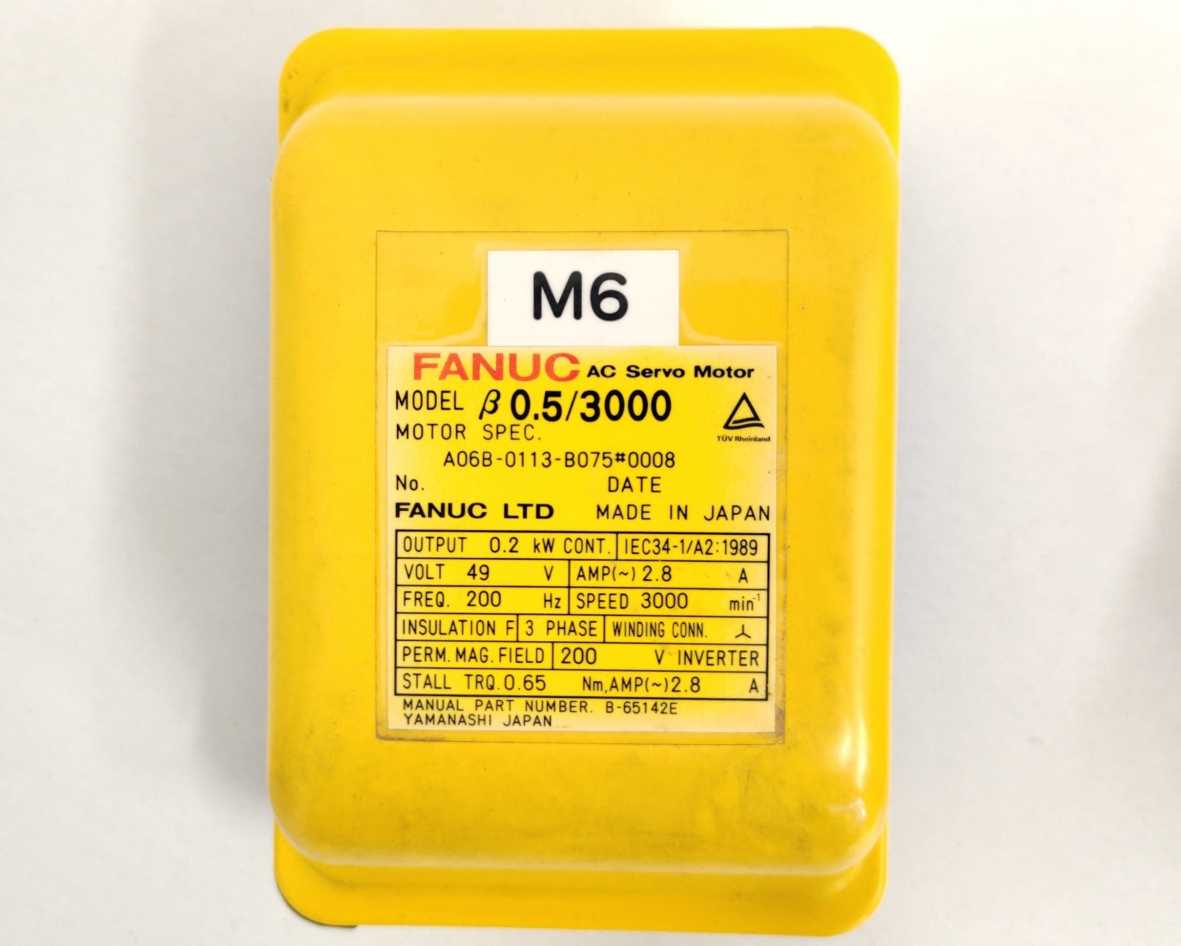 M6
FANUC AC Servo Motor
MODEL β 0.5/3000
TÜV Rheinland
MOTOR SPEC.
A06B-0113-B075#0008
No. DATE
FANUC LTD MADE IN JAPAN
OUTPUT 0.2 kW CONT. IEC34-1/A2:1989
VOLT 49 V AMP(~) 2.8 A
FREQ. 200 Hz SPEED 3000 min⁻¹
INSULATION F 3 PHASE WINDING CONN. ⅄
PERM. MAG. FIELD 200 V INVERTER
STALL TRQ. 0.65 Nm, AMP(~) 2.8 A
MANUAL PART NUMBER. B-65142E
YAMANASHI JAPAN